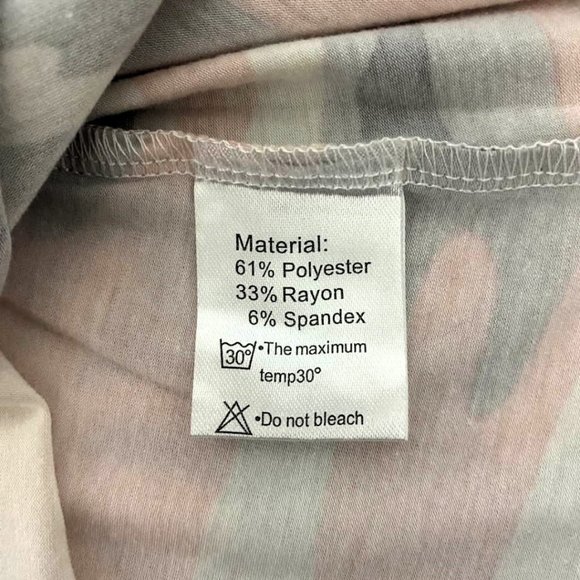 Material:
61% Polyester
33% Rayon
6% Spandex
30° •The maximum
temp30°
•Do not bleach